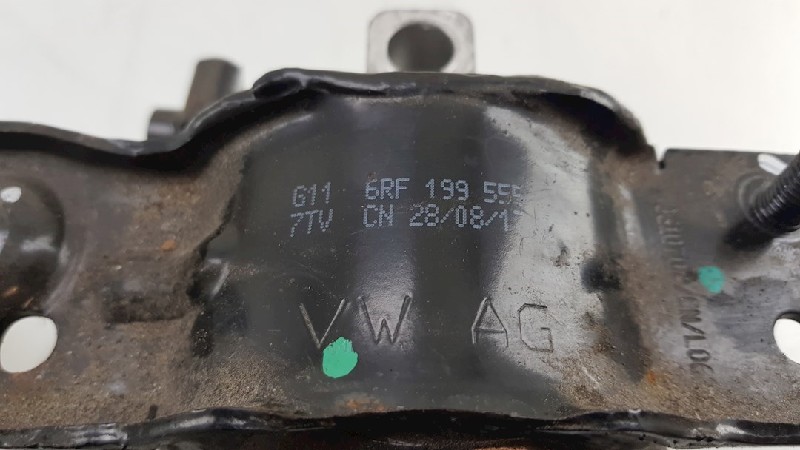 G11 6RF 199 555
7TV CN 28/08/17
VW AG